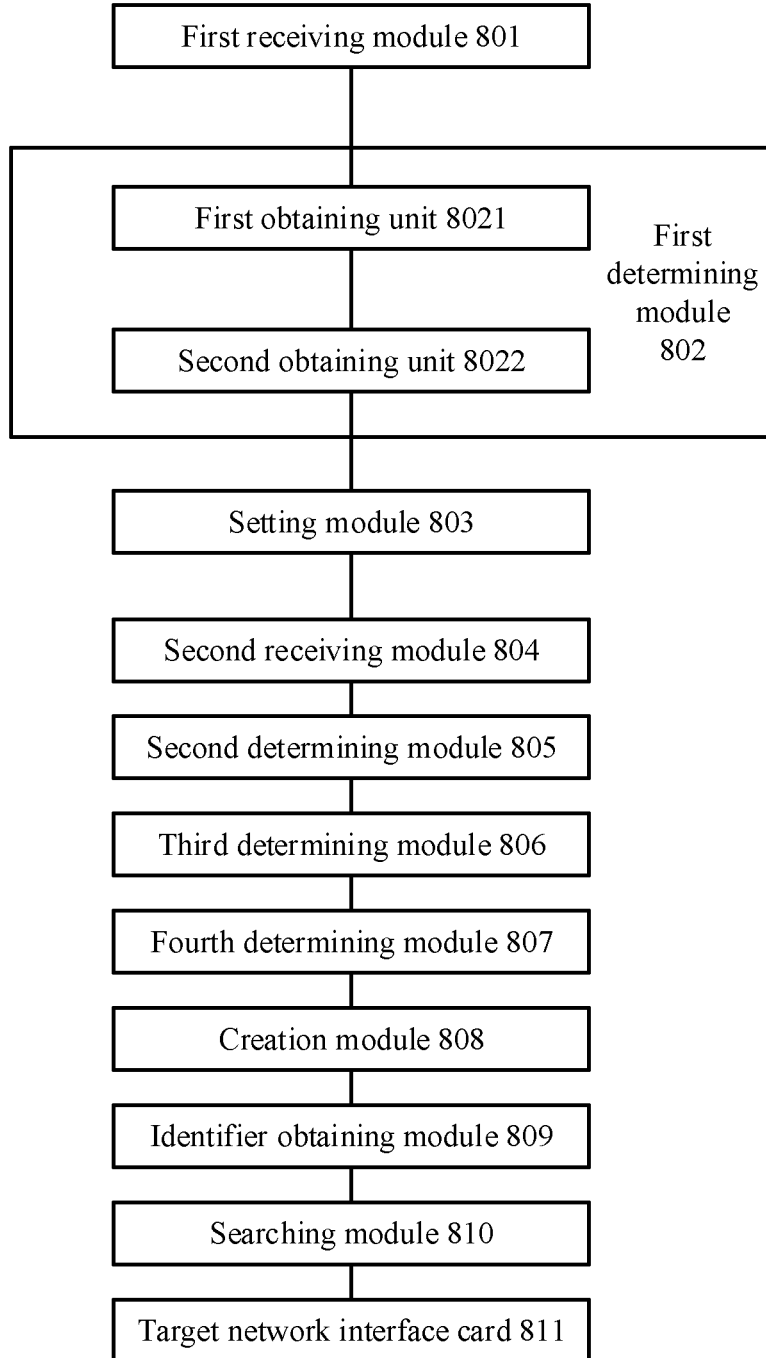 First receiving module 801
First obtaining unit 8021
First
determining
module
802
Second obtaining unit 8022
Setting module 803
Second receiving module 804
Second determining module 805
Third determining module 806
Fourth determining module 807
Creation module 808
Identifier obtaining module 809
Searching module 810
Target network interface card 811